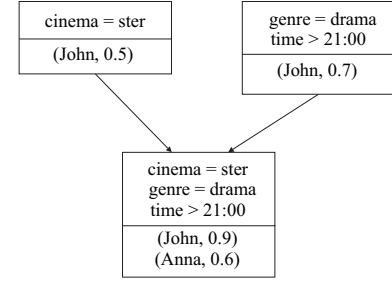 cinema = ster
(John, 0.5)
genre = drama
time > 21:00
(John, 0.7)
cinema = ster
genre = drama
time > 21:00
(John, 0.9)
(Anna, 0.6)